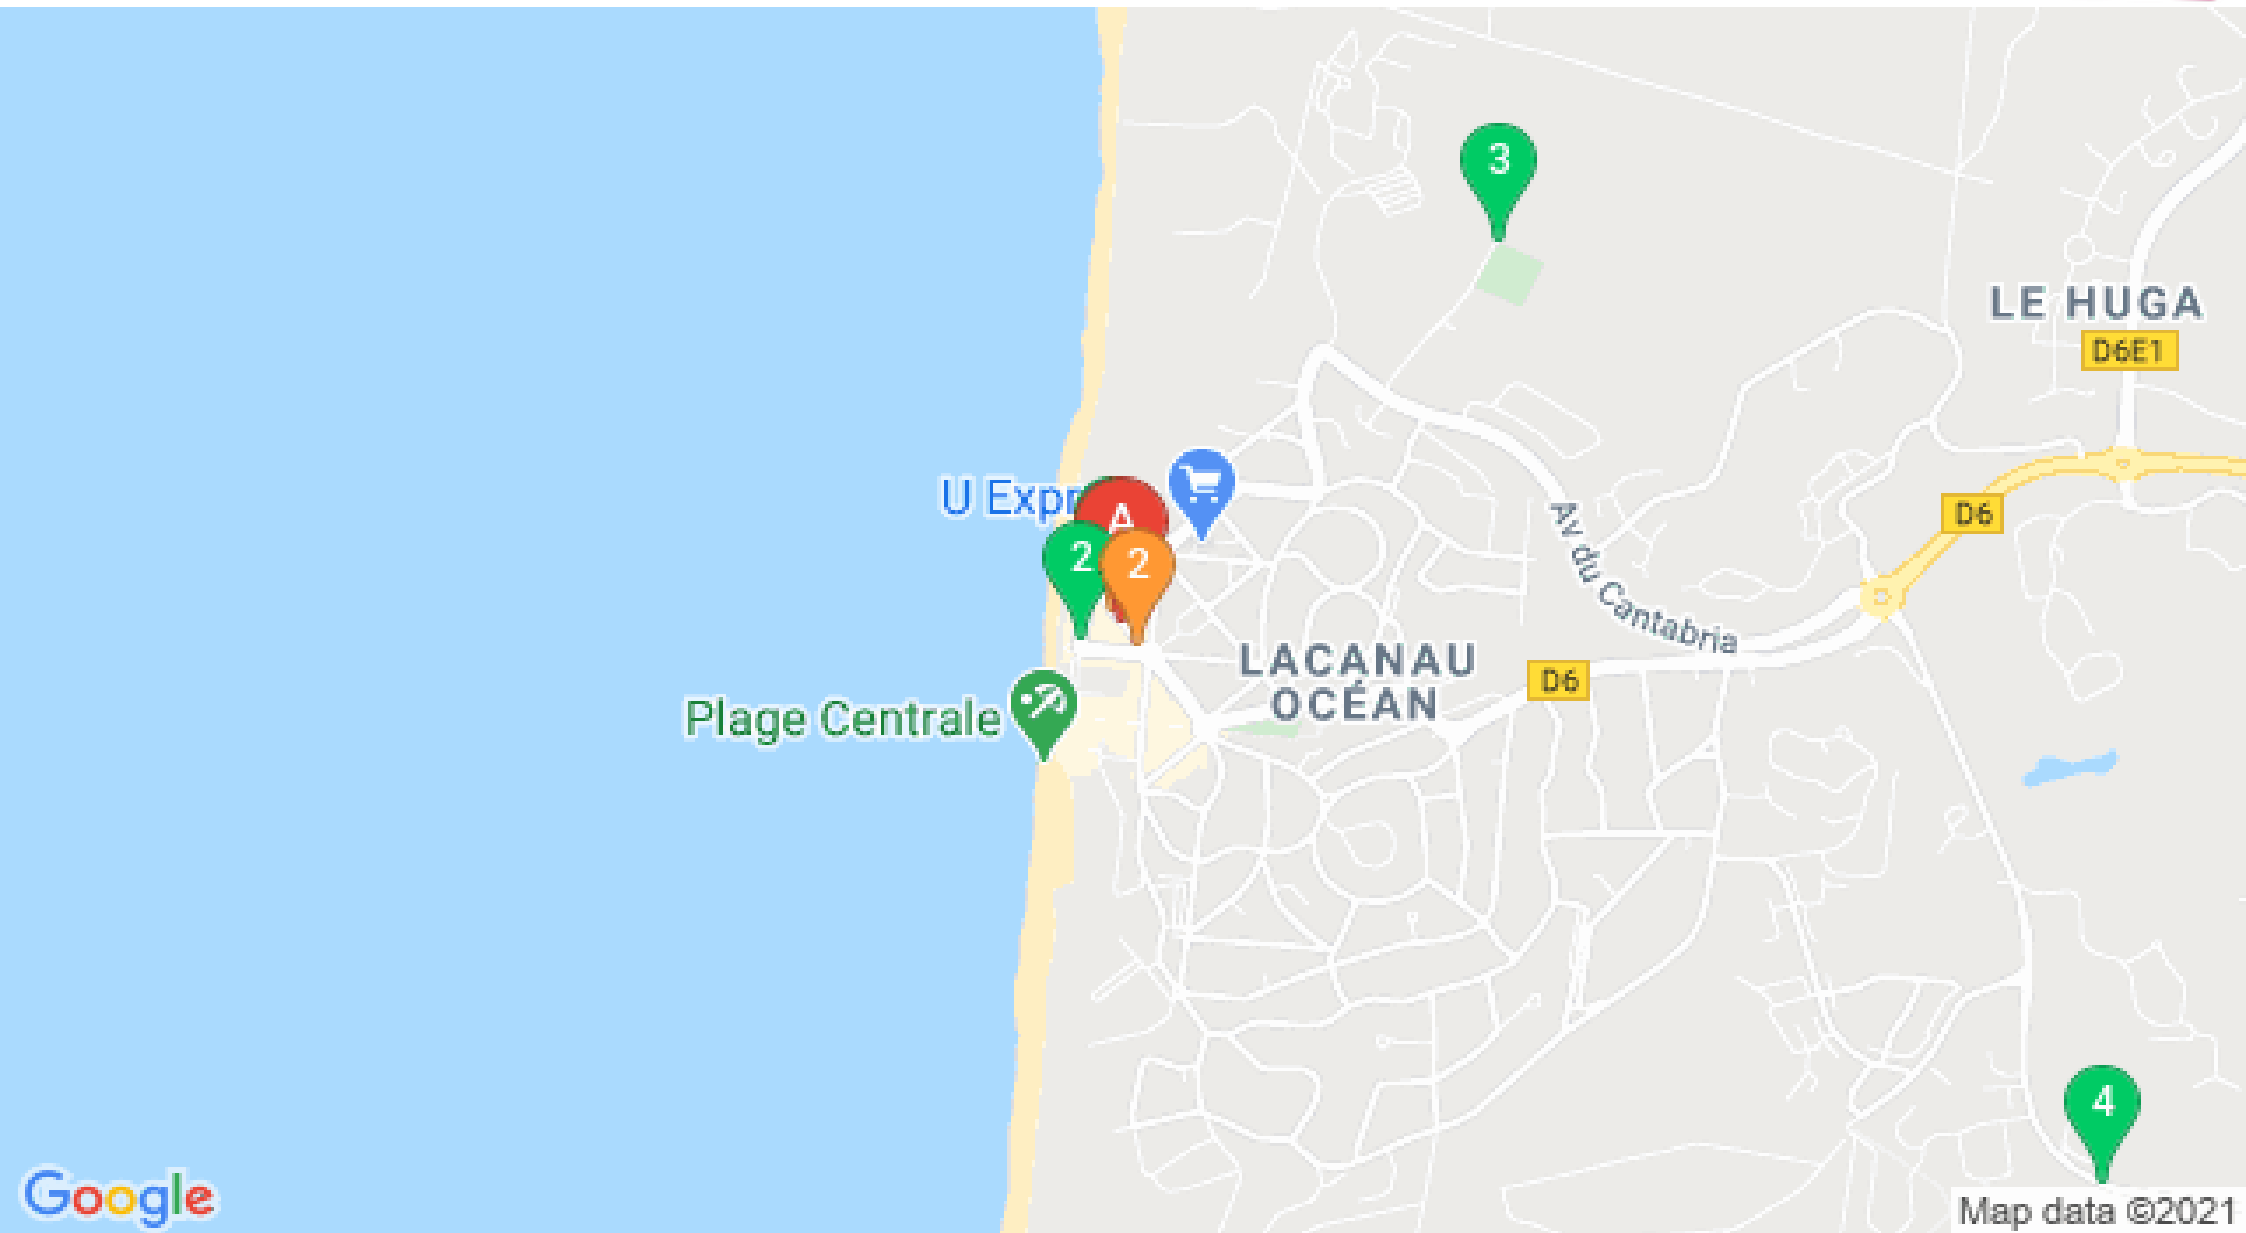 3
LE HUGA
D6E1
U Expr
A
D6
2
2
Av du Cantabria
LACANAU
OCÉAN
D6
Plage Centrale
4
Google
Map data ©2021